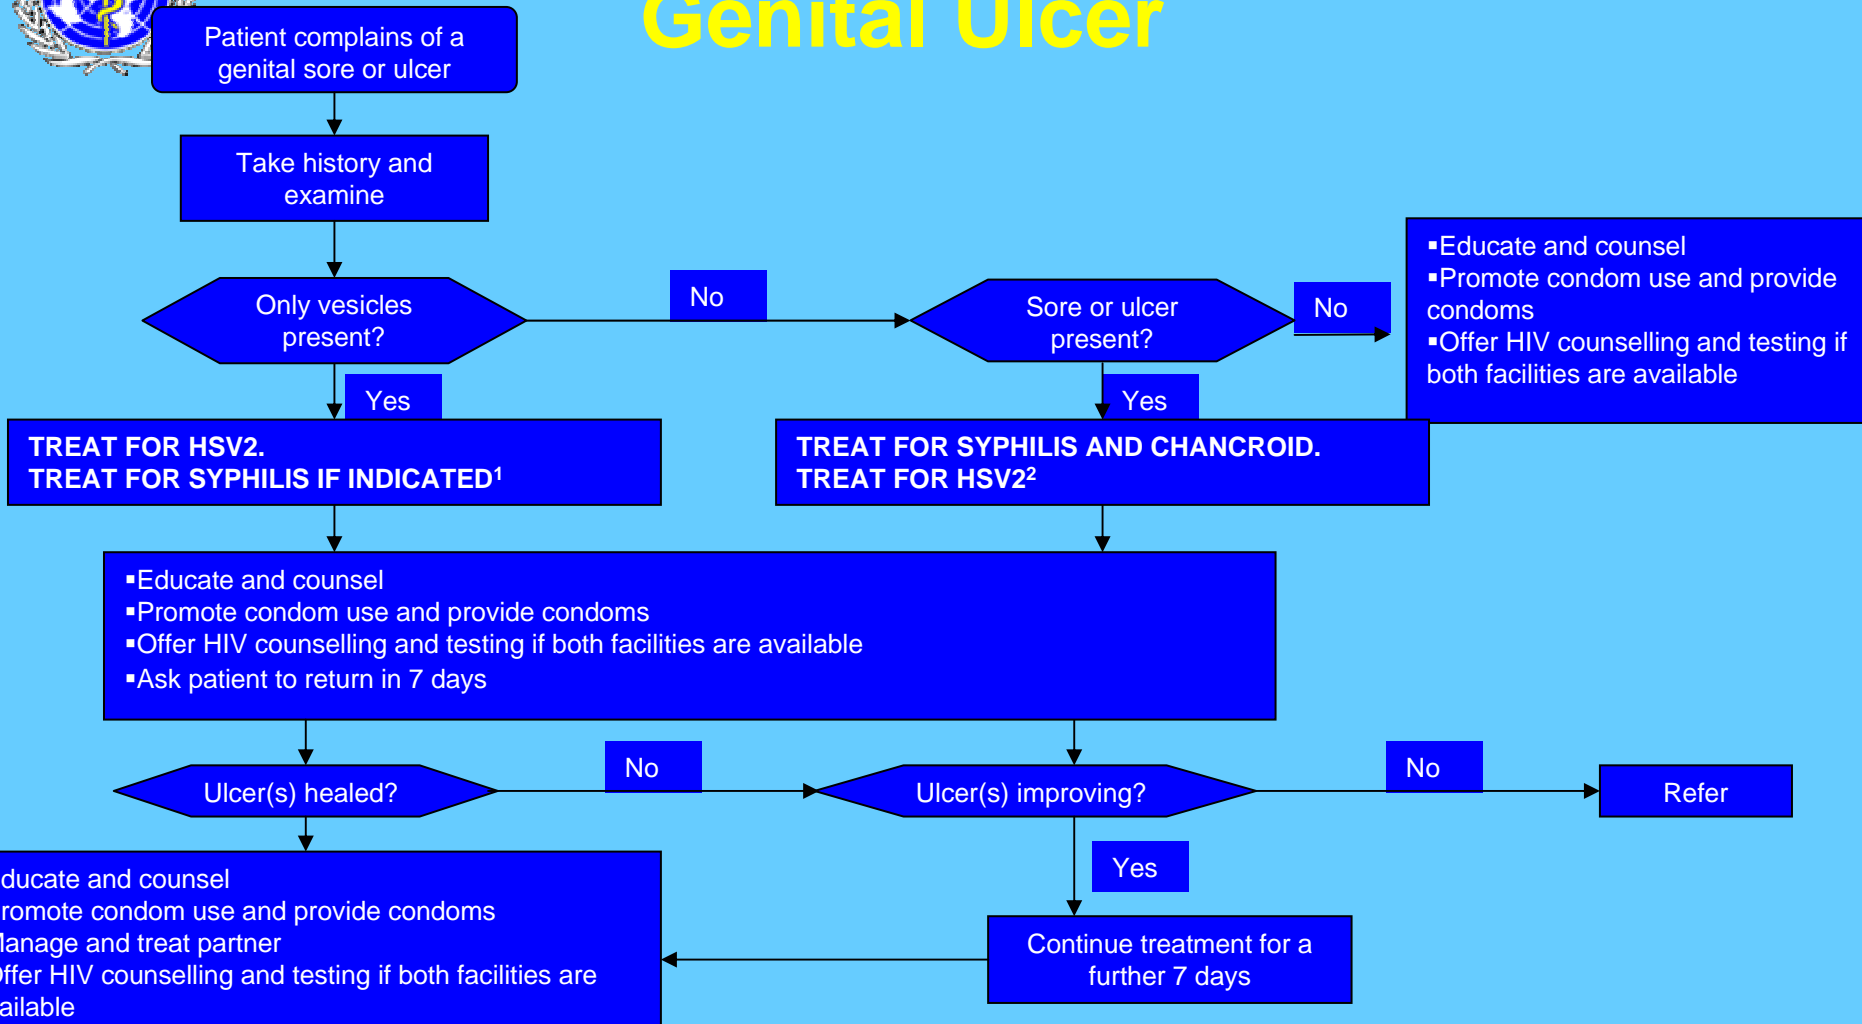 Genital Ulcer
Patient complains of a
genital sore or ulcer
Take history and
examine
Only vesicles
present?
No
Sore or ulcer
present?
No
▪Educate and counsel
▪Promote condom use and provide
condoms
▪Offer HIV counselling and testing if
both facilities are available
Yes
Yes
TREAT FOR HSV2.
TREAT FOR SYPHILIS IF INDICATED¹
TREAT FOR SYPHILIS AND CHANCROID.
TREAT FOR HSV2²
▪Educate and counsel
▪Promote condom use and provide condoms
▪Offer HIV counselling and testing if both facilities are available
▪Ask patient to return in 7 days
Ulcer(s) healed?
No
Ulcer(s) improving?
No
Refer
Yes
ducate and counsel
romote condom use and provide condoms
Manage and treat partner
Offer HIV counselling and testing if both facilities are
ailable
Continue treatment for a
further 7 days